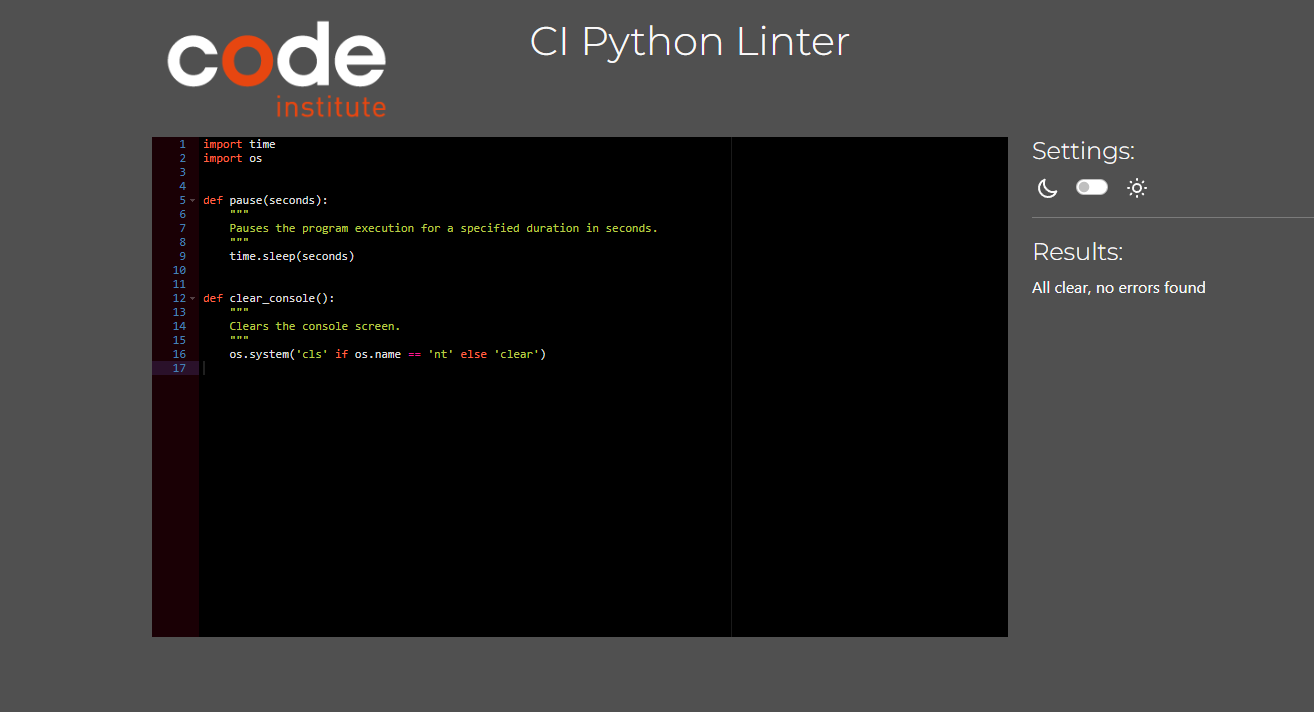 code
institute
CI Python Linter
1 import time
2 import os
3
4
5 def pause(seconds):
6     """
7     Pauses the program execution for a specified duration in seconds.
8     """
9     time.sleep(seconds)
10
11
12 def clear_console():
13     """
14     Clears the console screen.
15     """
16     os.system('cls' if os.name == 'nt' else 'clear')
17
Settings:
Results:
All clear, no errors found